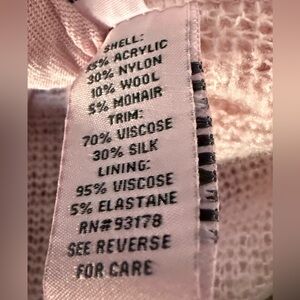 SHELL:
55% ACRYLIC
30% NYLON
10% WOOL
5% MOHAIR
TRIM:
70% VISCOSE
30% SILK
LINING:
95% VISCOSE
5% ELASTANE
RN#93178
SEE REVERSE
FOR CARE